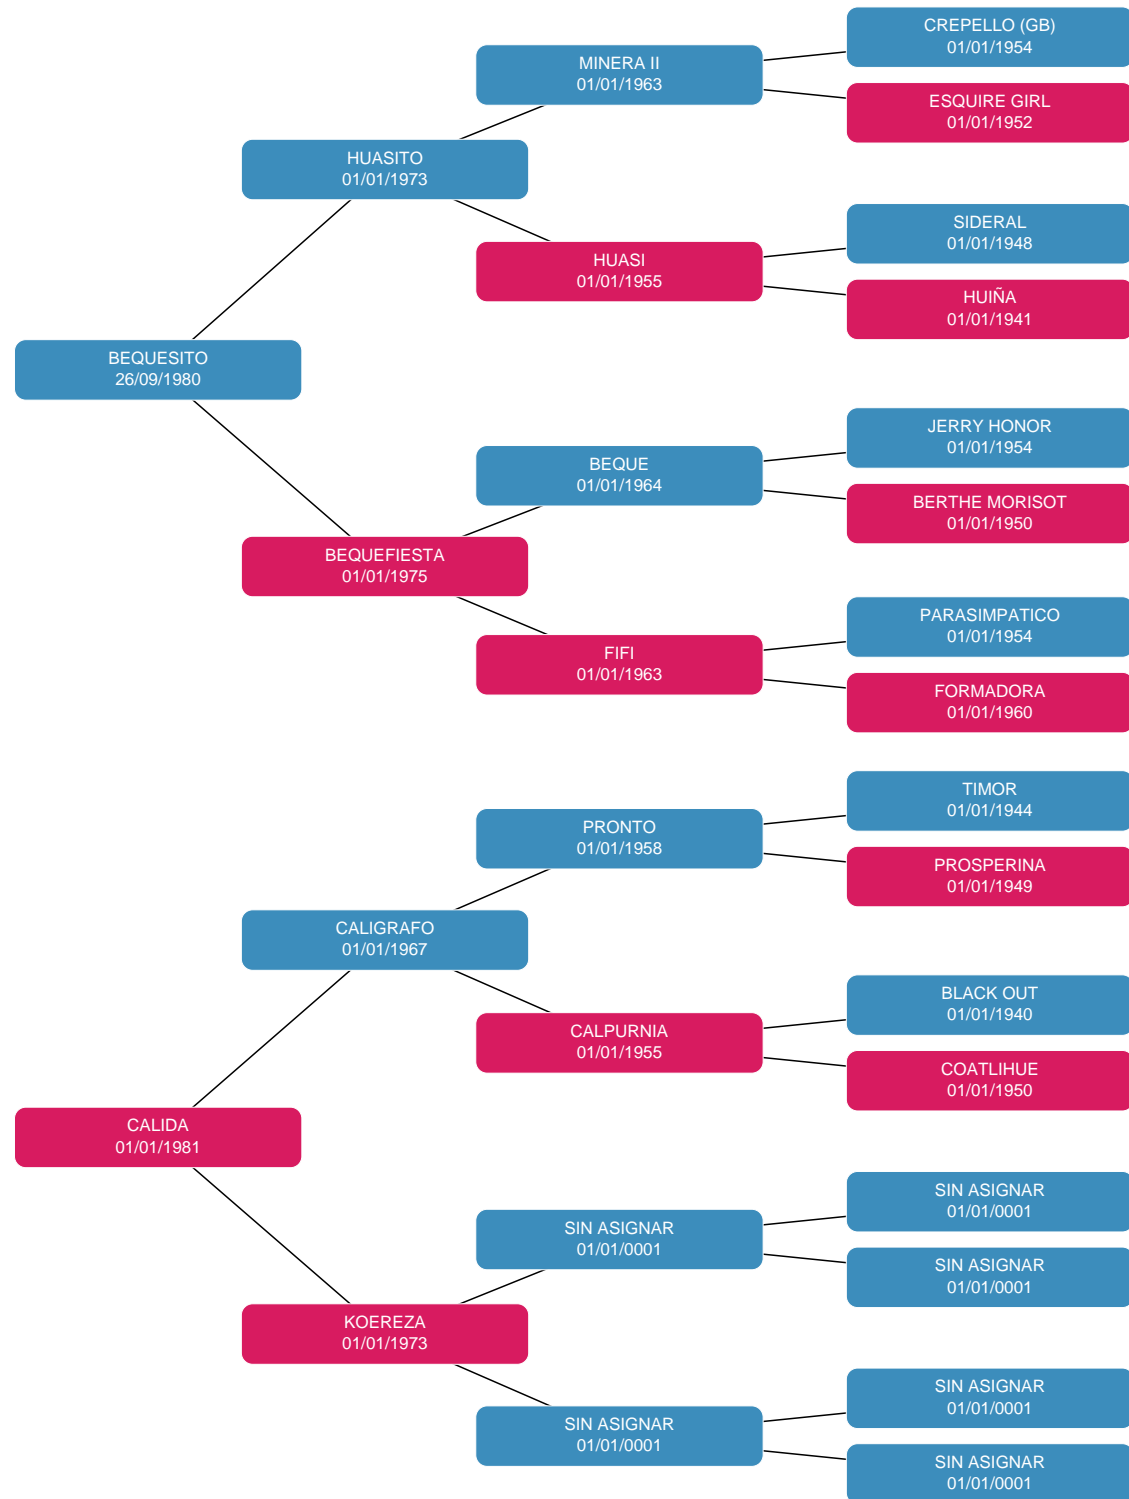 CREPELLO (GB)
01/01/1954
MINERA II
01/01/1963
ESQUIRE GIRL
01/01/1952
HUASITO
01/01/1973
SIDERAL
01/01/1948
HUASI
01/01/1955
HUIÑA
01/01/1941
BEQUESITO
26/09/1980
JERRY HONOR
01/01/1954
BEQUE
01/01/1964
BERTHE MORISOT
01/01/1950
BEQUEFIESTA
01/01/1975
PARASIMPATICO
01/01/1954
FIFI
01/01/1963
FORMADORA
01/01/1960
TIMOR
01/01/1944
PRONTO
01/01/1958
PROSPERINA
01/01/1949
CALIGRAFO
01/01/1967
BLACK OUT
01/01/1940
CALPURNIA
01/01/1955
COATLIHUE
01/01/1950
CALIDA
01/01/1981
SIN ASIGNAR
01/01/0001
SIN ASIGNAR
01/01/0001
SIN ASIGNAR
01/01/0001
KOEREZA
01/01/1973
SIN ASIGNAR
01/01/0001
SIN ASIGNAR
01/01/0001
SIN ASIGNAR
01/01/0001